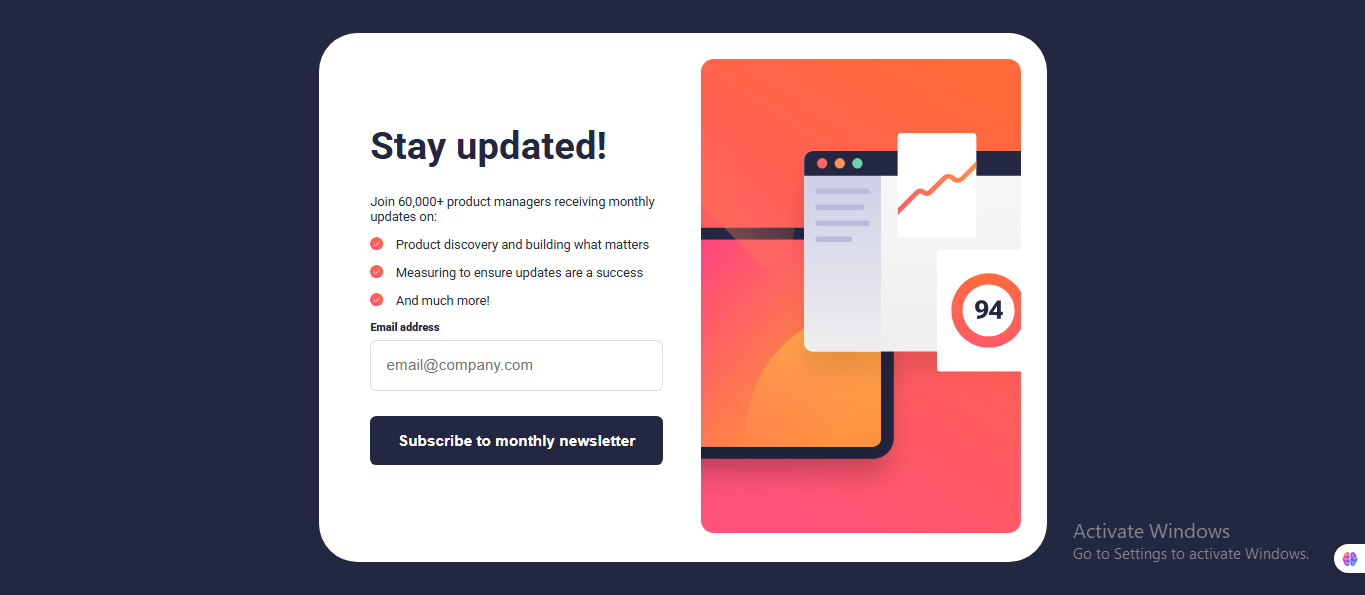 Stay updated!
Join 60,000+ product managers receiving monthly
updates on:
Product discovery and building what matters
Measuring to ensure updates are a success
And much more!
Email address
email@company.com
Subscribe to monthly newsletter
94
Activate Windows
Go to Settings to activate Windows.